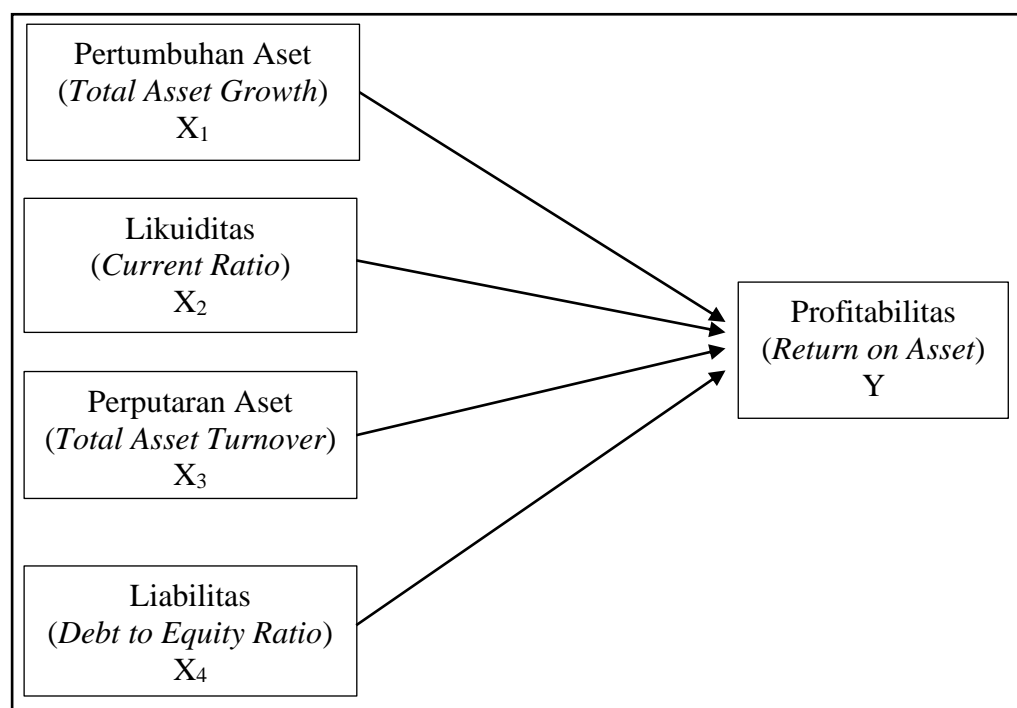 Pertumbuhan Aset
(Total Asset Growth)
X₁
Likuiditas
(Current Ratio)
X₂
Perputaran Aset
(Total Asset Turnover)
X₃
Liabilitas
(Debt to Equity Ratio)
X₄
Profitabilitas
(Return on Asset)
Y